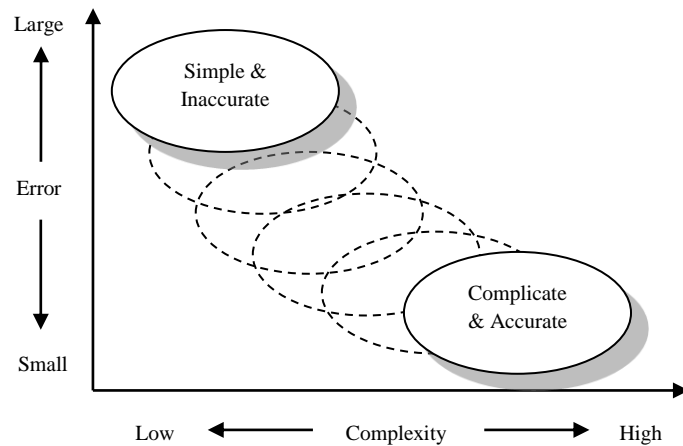 Large
Simple &
Inaccurate
Error
Complicate
& Accurate
Small
Low
Complexity
High